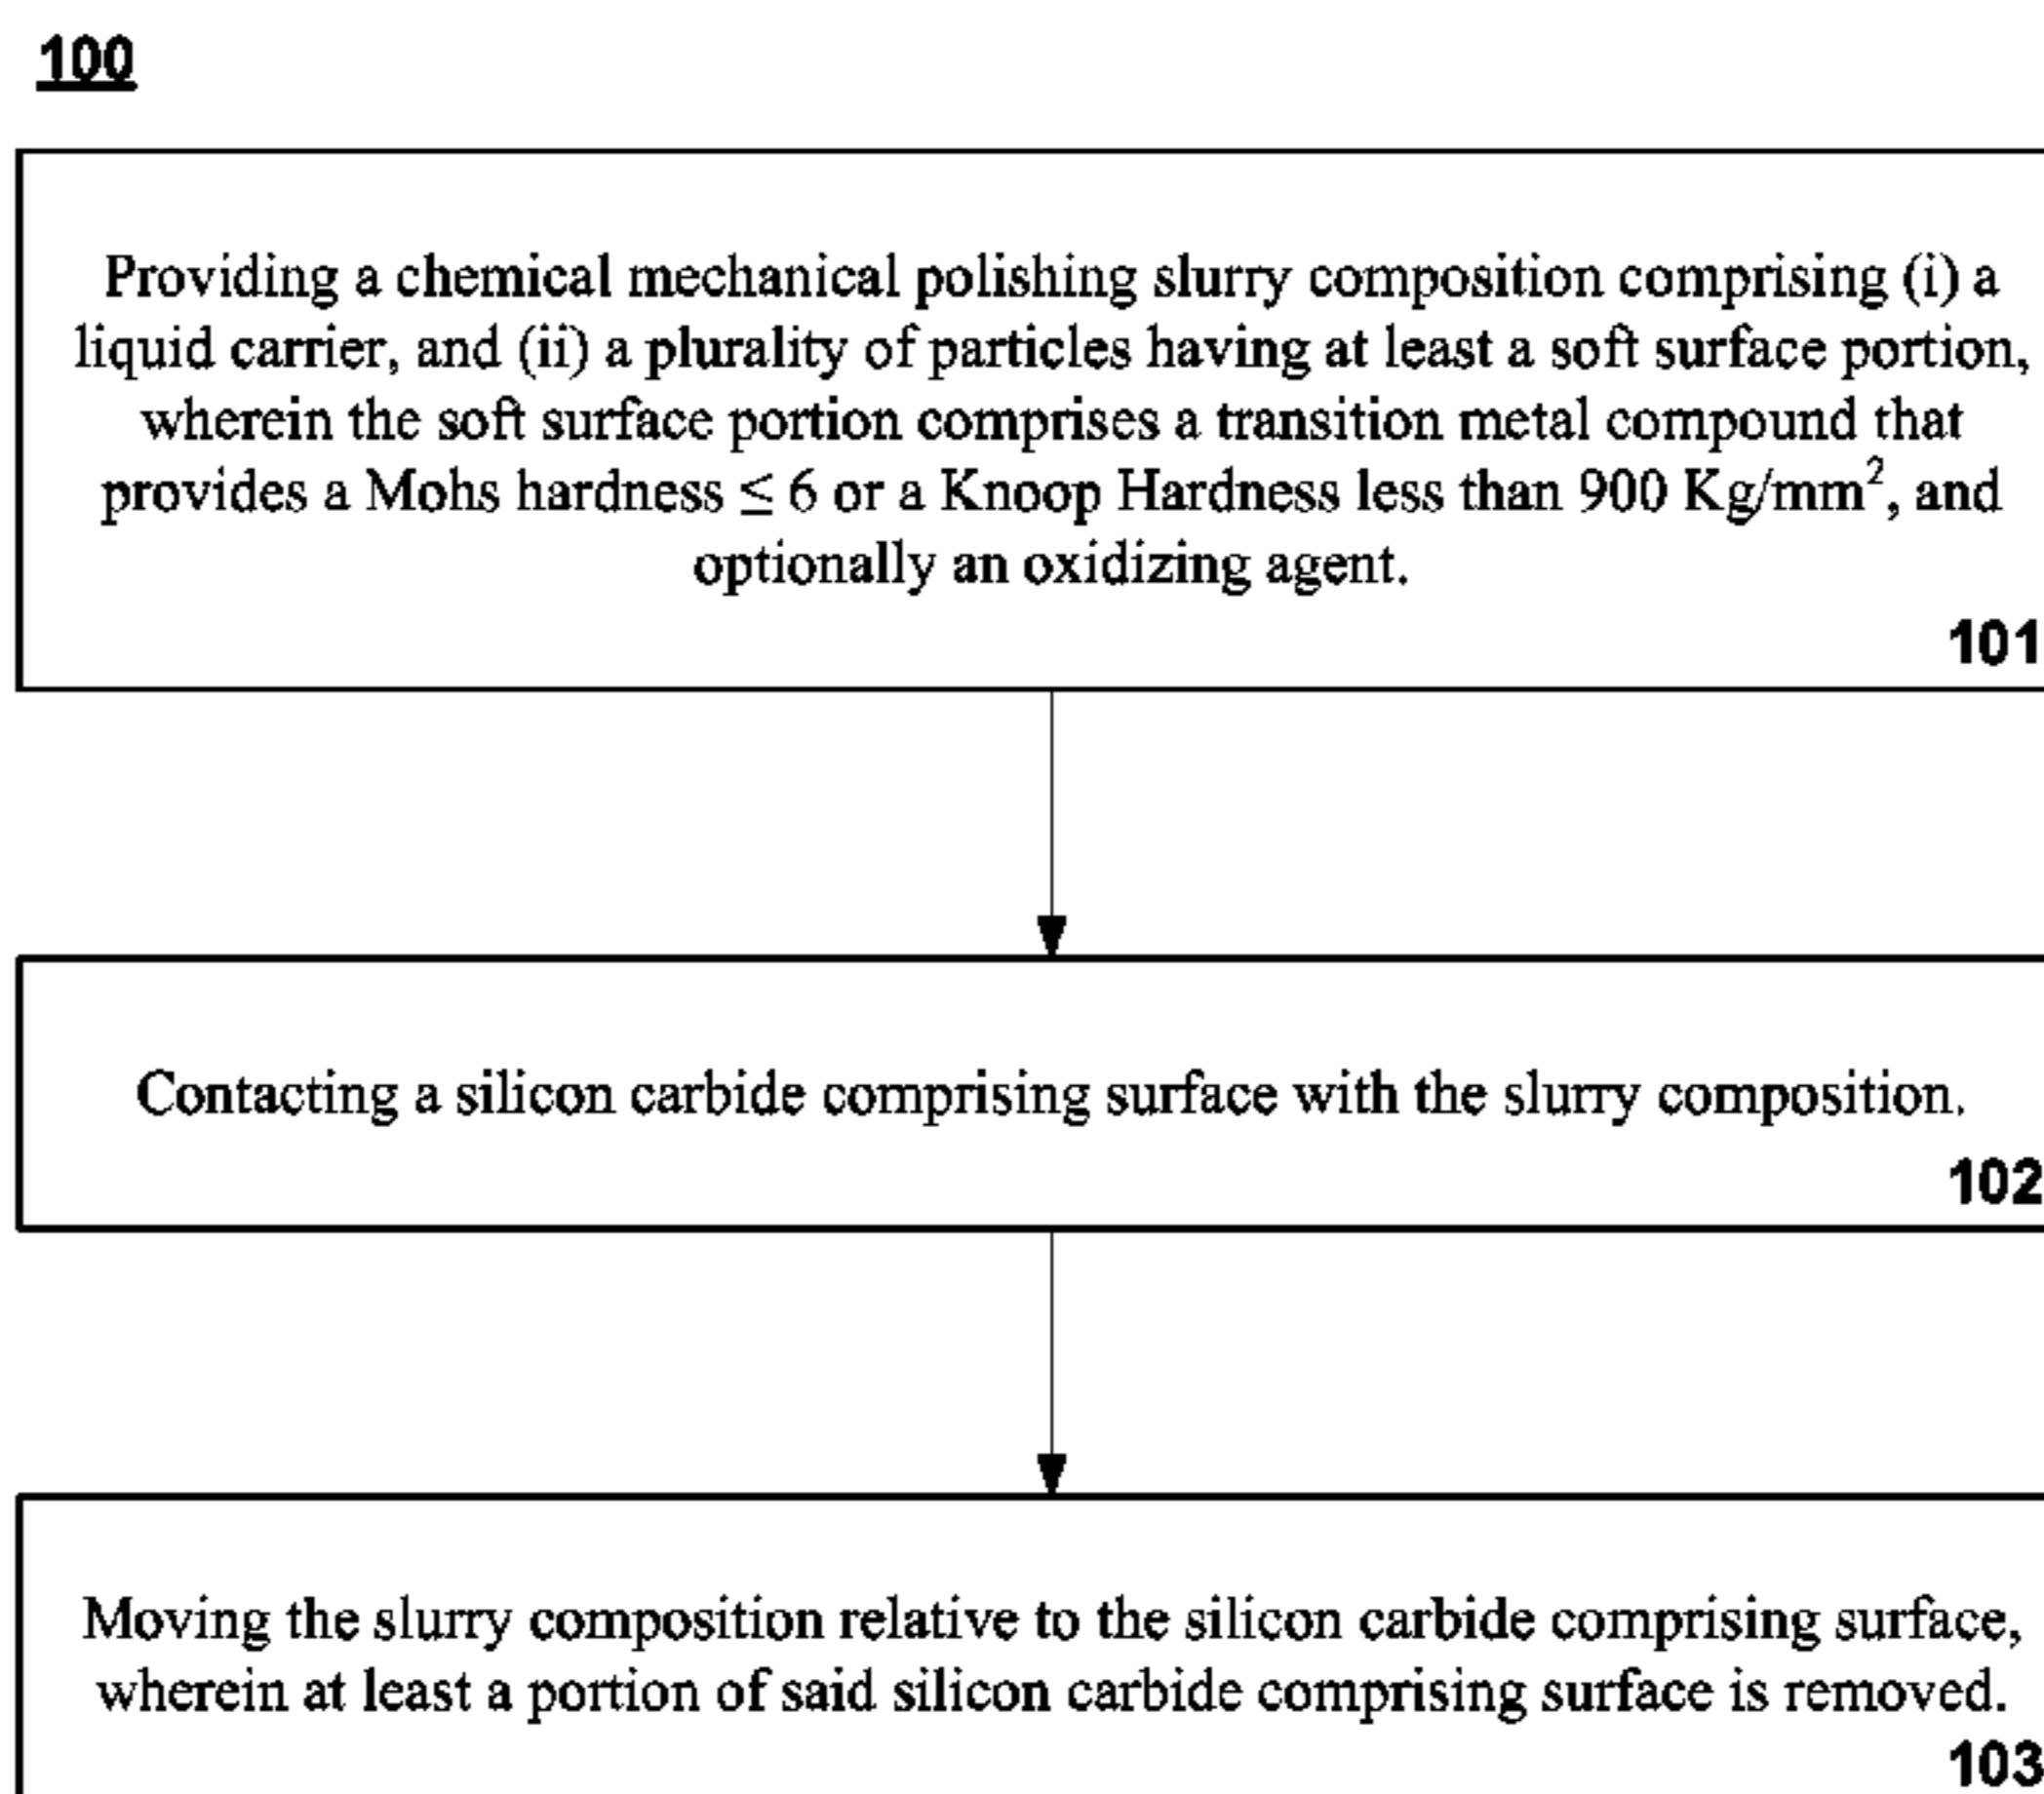 100
Providing a chemical mechanical polishing slurry composition comprising (i) a
liquid carrier, and (ii) a plurality of particles having at least a soft surface portion,
wherein the soft surface portion comprises a transition metal compound that
provides a Mohs hardness ≤ 6 or a Knoop Hardness less than 900 Kg/mm², and
optionally an oxidizing agent.
101
Contacting a silicon carbide comprising surface with the slurry composition.
102
Moving the slurry composition relative to the silicon carbide comprising surface,
wherein at least a portion of said silicon carbide comprising surface is removed.
103